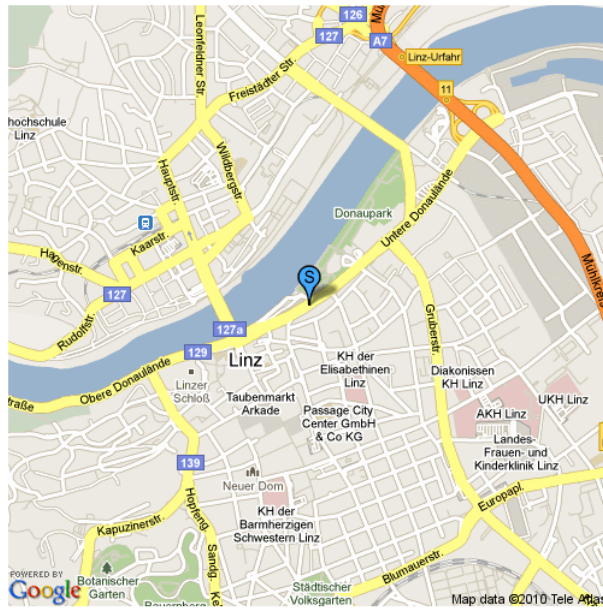 126
127
A7
Linz-Urfahr
Leonfeldner Str.
Freistädter Str.
11
hochschule
Linz
Wildbergstr.
Hauptstr.
Donaupark
Untere Donaulände
Kaarstr.
Hagenstr.
127
Rudolfstr.
S
Mühlkreis
127a
129
Gruberstr.
Linz
Obere Donaulände
KH der
Elisabethinen
Linz
Diakonissen
KH Linz
Linzer
Schloß
straße
Taubenmarkt
Arkade
Passage City
Center GmbH
& Co KG
AKH Linz
UKH Linz
Landes-
Frauen- und
Kinderklinik Linz
139
Neuer Dom
Hopfeng.
Europapl.
KH der
Barmherzigen
Schwestern Linz
Kapuzinerstr.
Sandg.
Blumauerstr.
POWERED BY
Google
Botanischer
Garten
Städtischer
Volksgarten
Map data ©2010 Tele Atlas